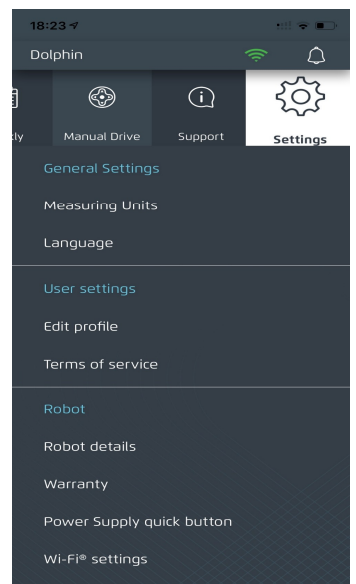 18:23
Dolphin
Manual Drive
Support
Settings
General Settings
Measuring Units
Language
User settings
Edit profile
Terms of service
Robot
Robot details
Warranty
Power Supply quick button
Wi-Fi® settings